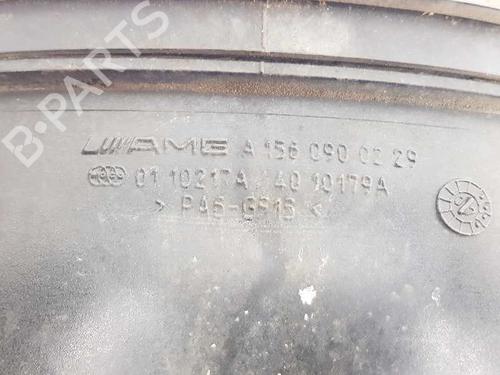 B-PARTS
AMG A 156 090 02 29
01 10217A / 40 10179A
> PA6-GF15 <